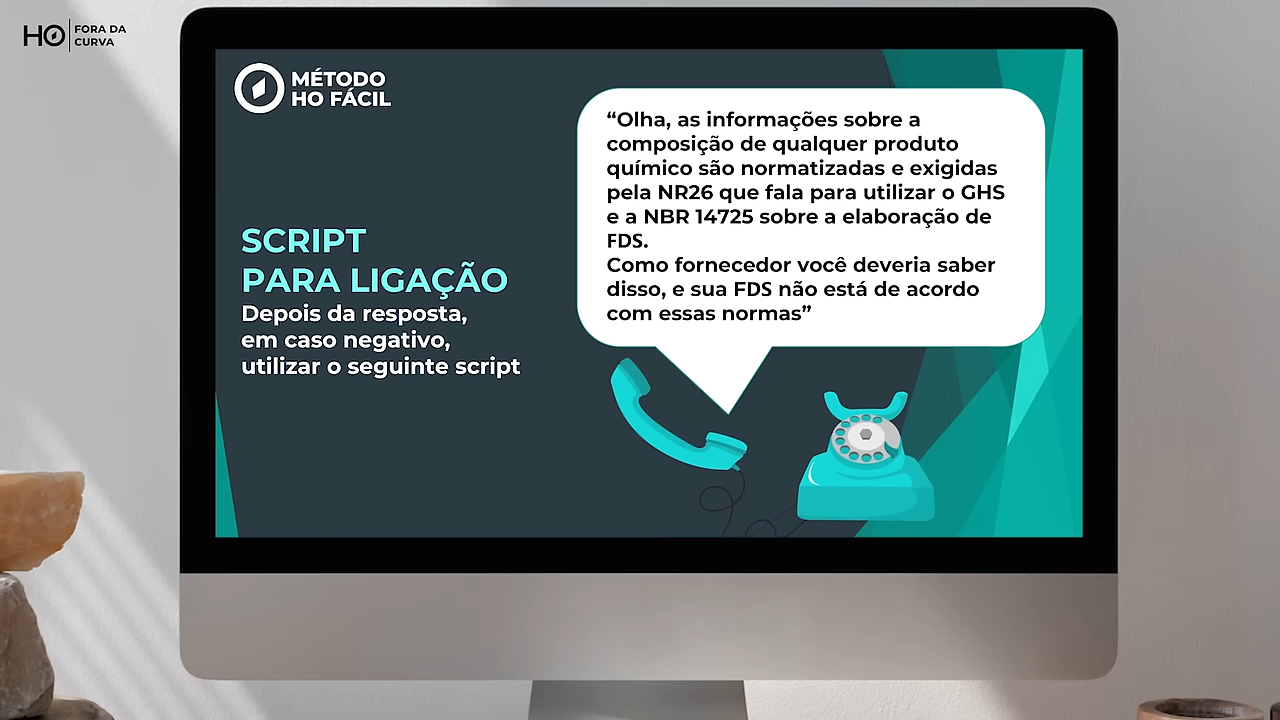 HO FORA DA
CURVA
MÉTODO
HO FÁCIL
SCRIPT
PARA LIGAÇÃO
Depois da resposta,
em caso negativo,
utilizar o seguinte script
“Olha, as informações sobre a
composição de qualquer produto
químico são normatizadas e exigidas
pela NR26 que fala para utilizar o GHS
e a NBR 14725 sobre a elaboração de
FDS.
Como fornecedor você deveria saber
disso, e sua FDS não está de acordo
com essas normas”